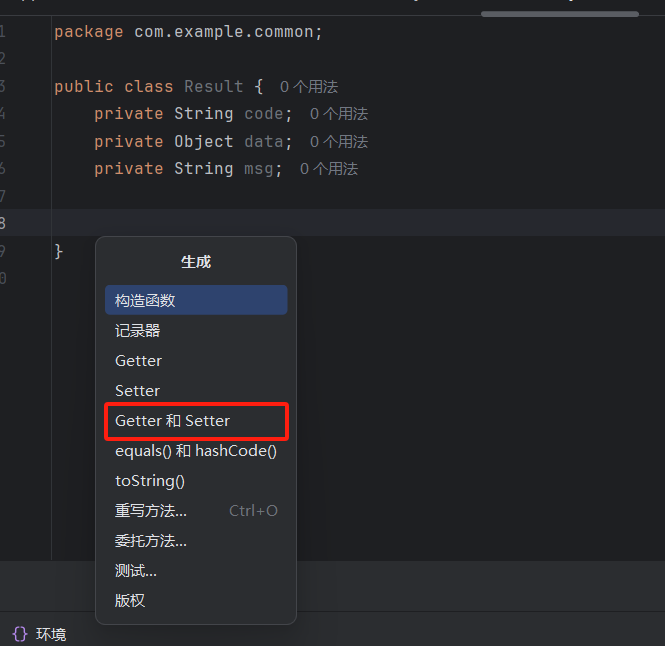 1 package com.example.common;
2
3 public class Result { 0 个用法
4 private String code; 0 个用法
5 private Object data; 0 个用法
6 private String msg; 0 个用法
7
8
9 }
0
生成
构造函数
记录器
Getter
Setter
Getter 和 Setter
equals() 和 hashCode()
toString()
重写方法... Ctrl+O
委托方法...
测试...
版权
{} 环境